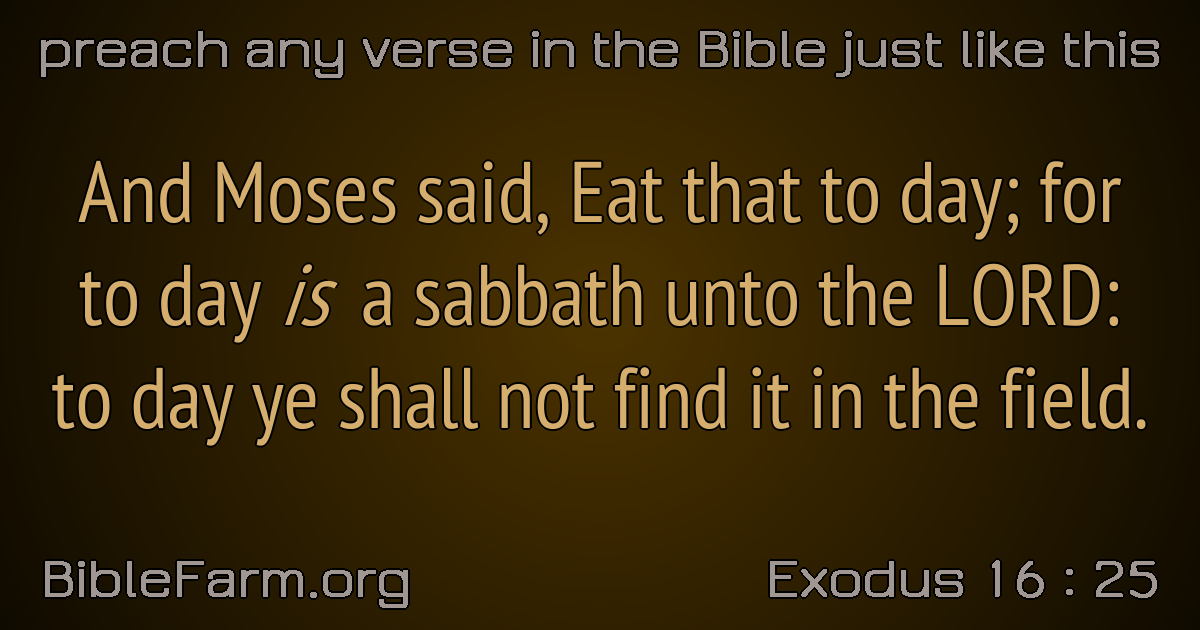 preach any verse in the Bible just like this
And Moses said, Eat that to day; for
to day is a sabbath unto the LORD:
to day ye shall not find it in the field.
BibleFarm.org
Exodus 16 : 25